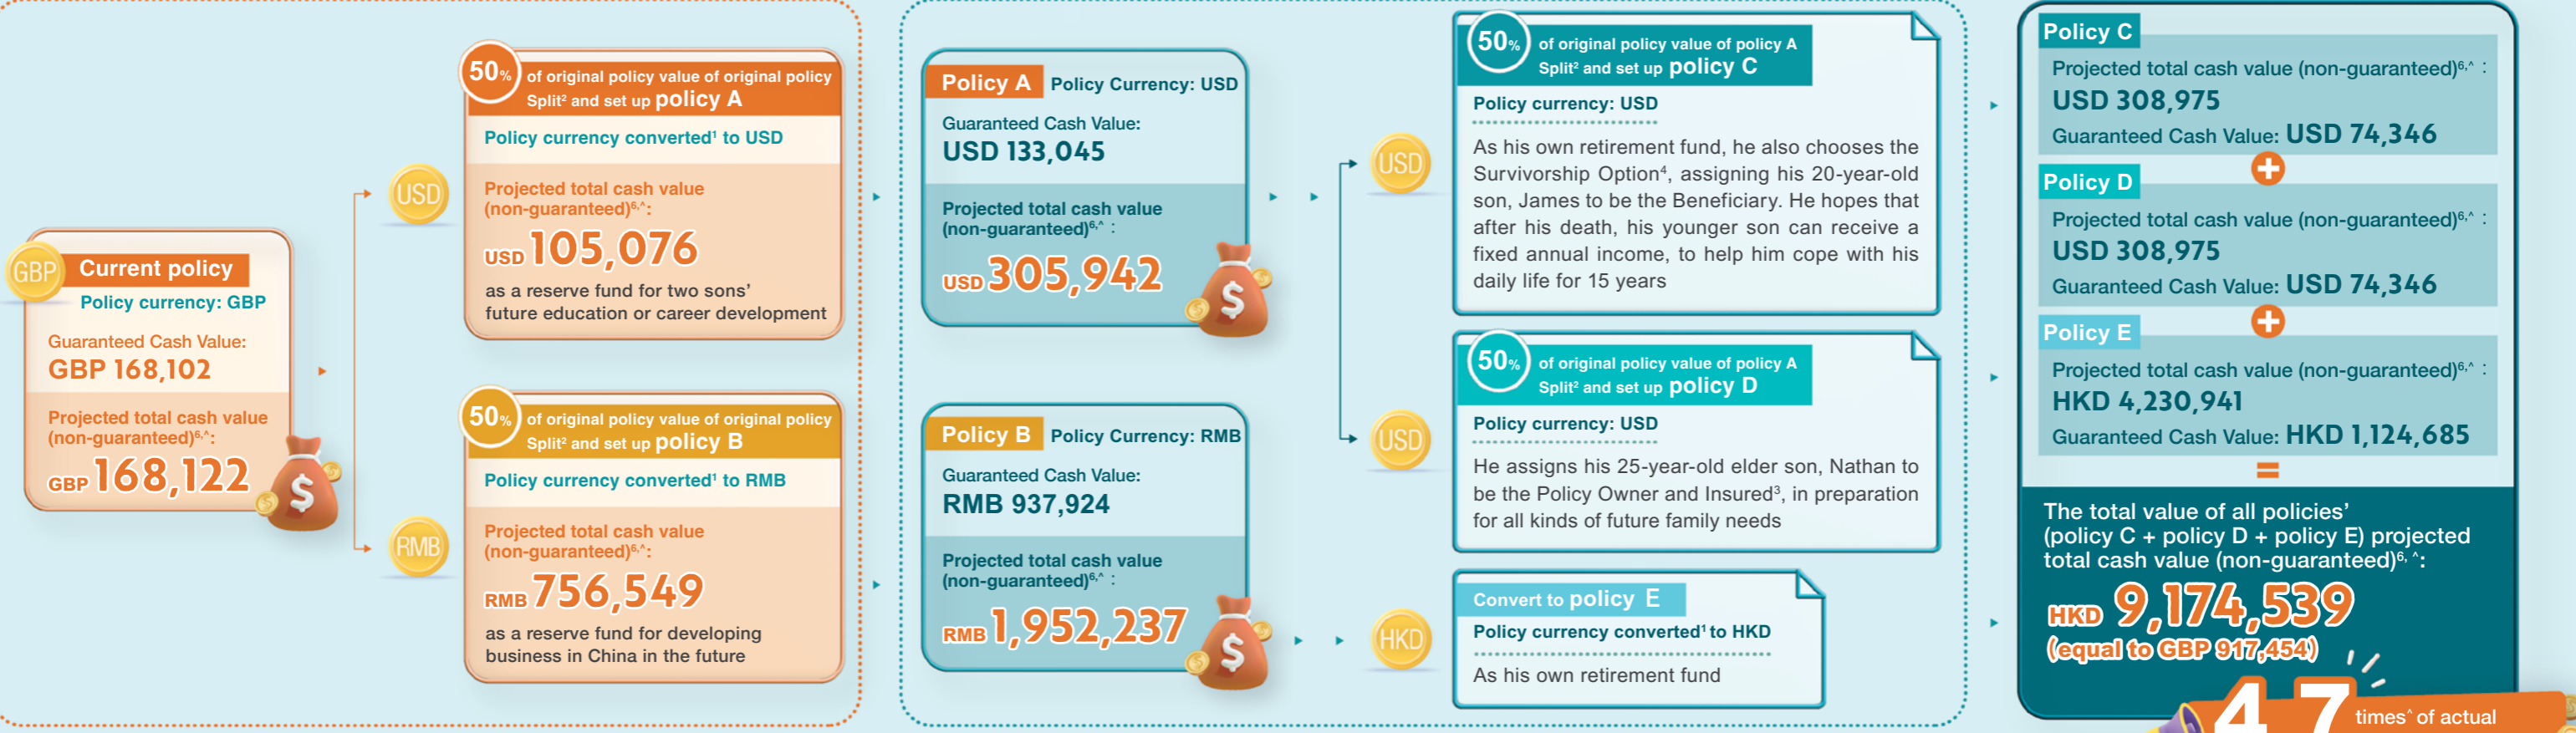 GBP
Current policy
Policy currency: GBP
Guaranteed Cash Value:
GBP 168,102
Projected total cash value
(non-guaranteed)6,^:
GBP 168,122
$
USD
50% of original policy value of original policy
Split2 and set up policy A
Policy currency converted1 to USD
Projected total cash value
(non-guaranteed)6,^:
USD 105,076
as a reserve fund for two sons'
future education or career development
RMB
50% of original policy value of original policy
Split2 and set up policy B
Policy currency converted1 to RMB
Projected total cash value
(non-guaranteed)6,^:
RMB 756,549
as a reserve fund for developing
business in China in the future
Policy A Policy Currency: USD
Guaranteed Cash Value:
USD 133,045
Projected total cash value
(non-guaranteed)6,^ :
USD 305,942
$
Policy B Policy Currency: RMB
Guaranteed Cash Value:
RMB 937,924
Projected total cash value
(non-guaranteed)6,^ :
RMB 1,952,237
$
USD
50% of original policy value of policy A
Split2 and set up policy C
Policy currency: USD
As his own retirement fund, he also chooses the
Survivorship Option4, assigning his 20-year-old
son, James to be the Beneficiary. He hopes that
after his death, his younger son can receive a
fixed annual income, to help him cope with his
daily life for 15 years
USD
50% of original policy value of policy A
Split2 and set up policy D
Policy currency: USD
He assigns his 25-year-old elder son, Nathan to
be the Policy Owner and Insured3, in preparation
for all kinds of future family needs
HKD
Convert to policy E
Policy currency converted1 to HKD
As his own retirement fund
Policy C
Projected total cash value (non-guaranteed)6,^ :
USD 308,975
Guaranteed Cash Value: USD 74,346
+
Policy D
Projected total cash value (non-guaranteed)6,^ :
USD 308,975
Guaranteed Cash Value: USD 74,346
+
Policy E
Projected total cash value (non-guaranteed)6,^ :
HKD 4,230,941
Guaranteed Cash Value: HKD 1,124,685
=
The total value of all policies'
(policy C + policy D + policy E) projected
total cash value (non-guaranteed)6, ^:
HKD 9,174,539
(equal to GBP 917,454)
4.7 times^ of actual